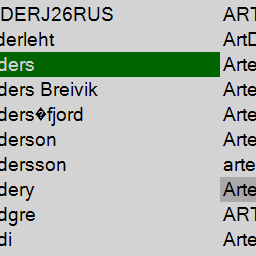 DERJ26RUS ART
derleht ArtD
ders Arte
ders Breivik Arte
ders�fjord Arte
derson Arte
dersson arte
dery Arte
dgre ART
di Arte